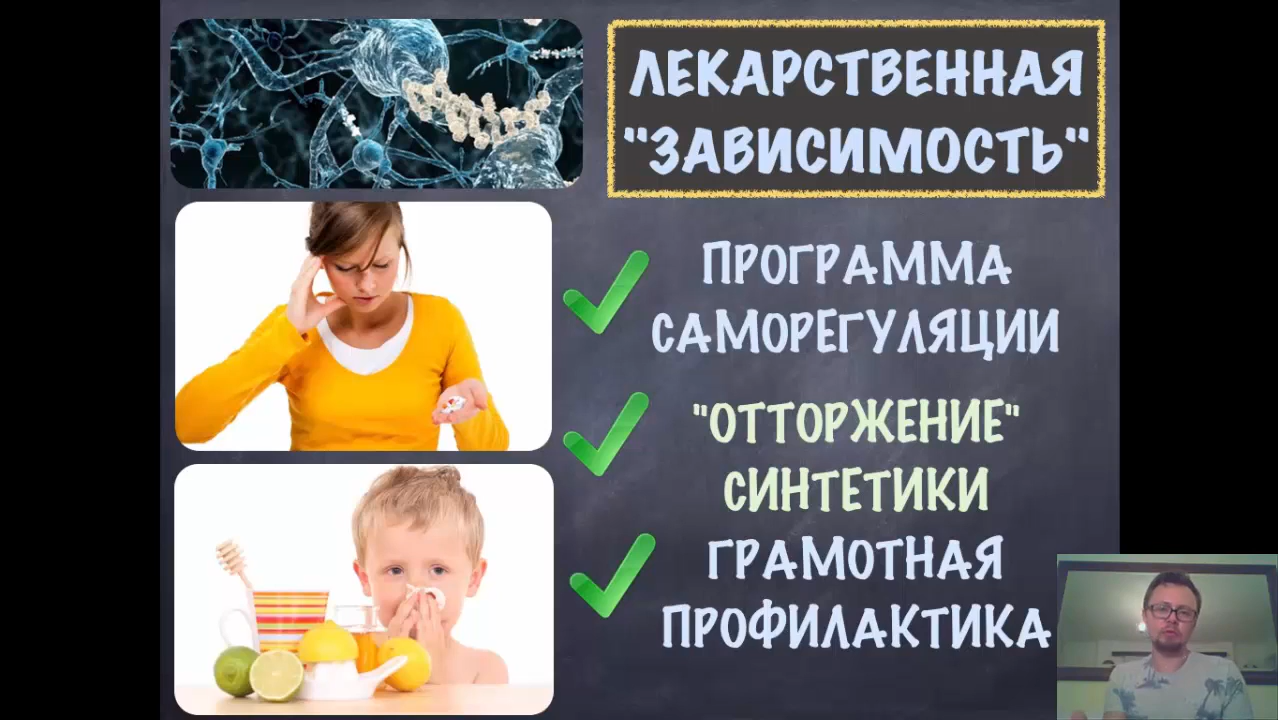 ЛЕКАРСТВЕННАЯ
"ЗАВИСИМОСТЬ"
ПРОГРАММА
САМОРЕГУЛЯЦИИ
"ОТТОРЖЕНИЕ"
СИНТЕТИКИ
ГРАМОТНАЯ
ПРОФИЛАКТИКА